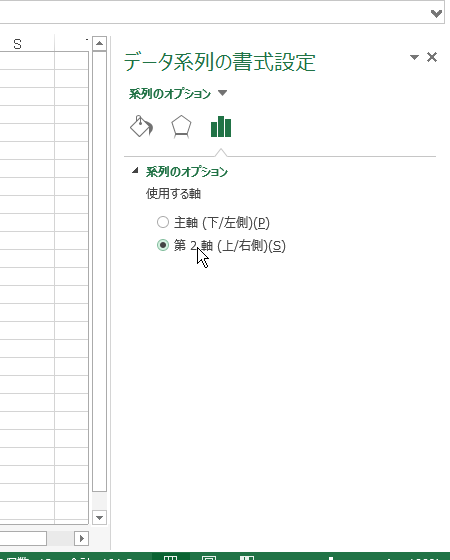 S
データ系列の書式設定
系列のオプション
系列のオプション
使用する軸
主軸 (下/左側)(P)
第 2 軸 (上/右側)(S)